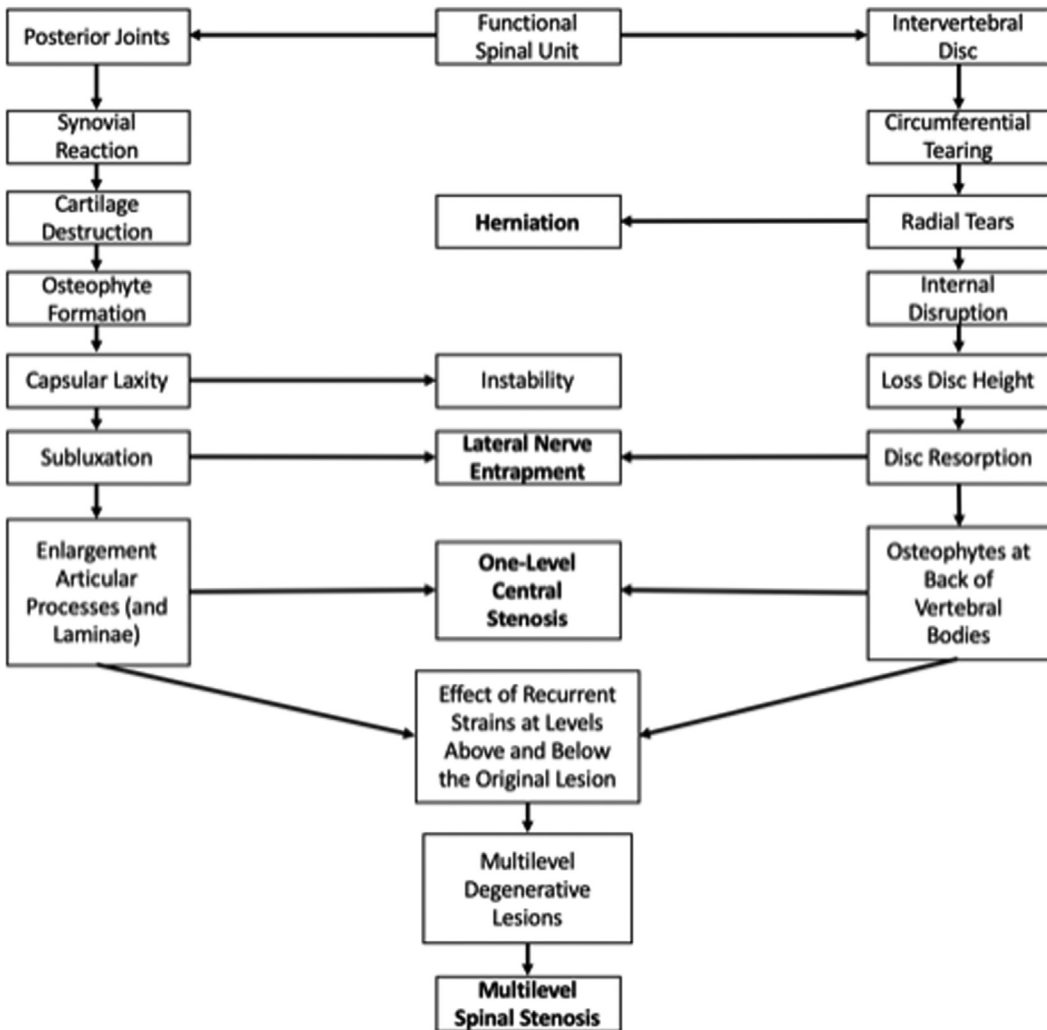 Posterior Joints
Functional
Spinal Unit
Intervertebral
Disc
Synovial
Reaction
Circumferential
Tearing
Cartilage
Destruction
Herniation
Radial Tears
Osteophyte
Formation
Internal
Disruption
Capsular Laxity
Instability
Loss Disc Height
Subluxation
Lateral Nerve
Entrapment
Disc Resorption
Enlargement
Articular
Processes (and
Laminae)
One-Level
Central
Stenosis
Osteophytes at
Back of
Vertebral
Bodies
Effect of Recurrent
Strains at Levels
Above and Below
the Original Lesion
Multilevel
Degenerative
Lesions
Multilevel
Spinal Stenosis